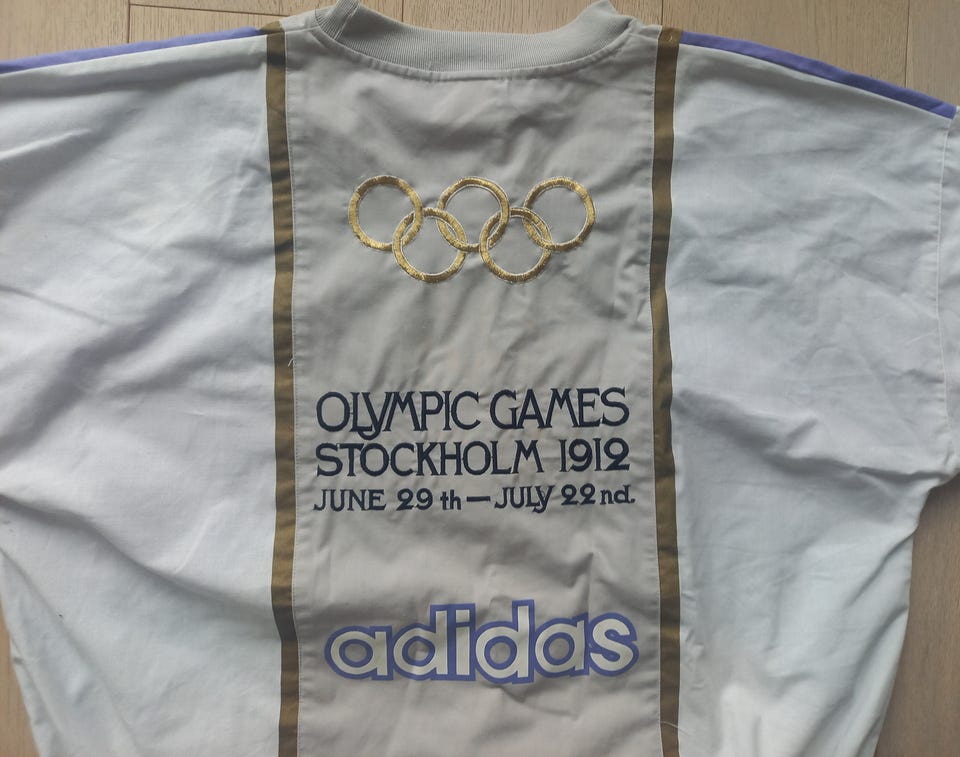 OLYMPIC GAMES
STOCKHOLM 1912
JUNE 29 th — JULY 22 nd.
adidas